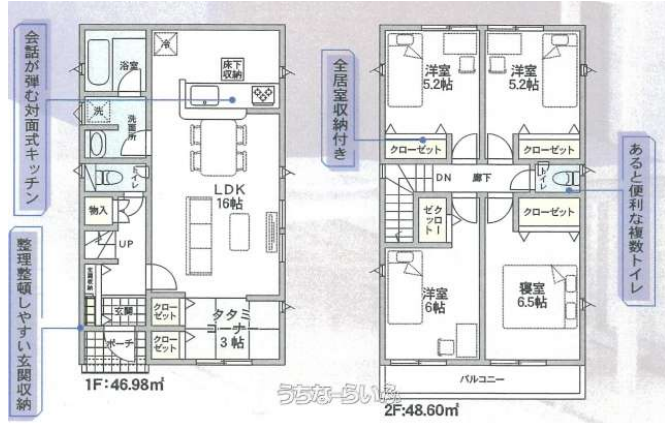 会話が弾む対面式キッチン
整理整頓しやすい玄関収納
浴室
冷
床下
収納
洗
洗面所
トイレ
LDK
16帖
物入
UP
玄関収納
玄関
クローゼット
クローゼット
タタミ
コーナー
3帖
ポーチ
1F:46.98㎡
全居室収納付き
あると便利な複数トイレ
洋室
5.2帖
洋室
5.2帖
クローゼット
クローゼット
DN
廊下
トイレ
クローゼット
クローゼット
洋室
6帖
寝室
6.5帖
バルコニー
2F:48.60㎡
うちなーらいふ